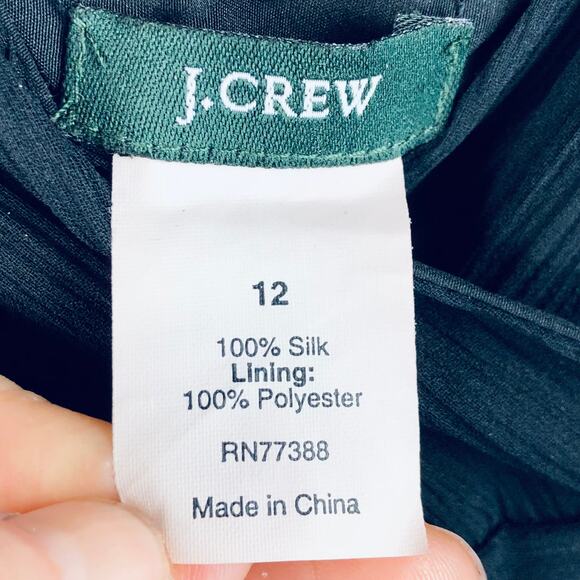 J.CREW
12
100% Silk
Lining:
100% Polyester
RN77388
Made in China